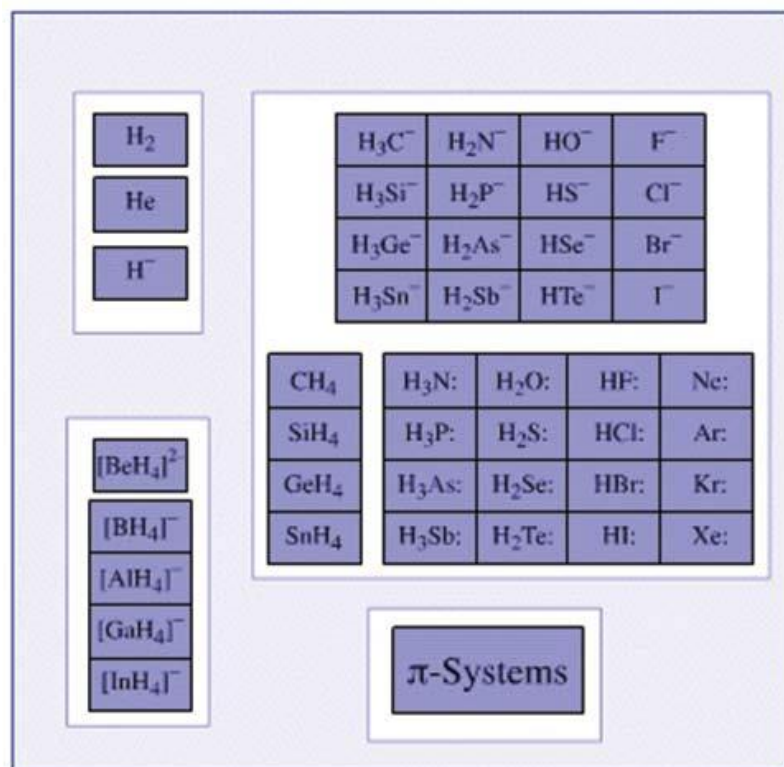 H₂
He
H⁻
H₃C⁻ H₂N⁻ HO⁻ F⁻
H₃Si⁻ H₂P⁻ HS⁻ Cl⁻
H₃Ge⁻ H₂As⁻ HSe⁻ Br⁻
H₃Sn⁻ H₂Sb⁻ HTe⁻ I⁻
CH₄ H₃N: H₂O: HF: Ne:
SiH₄ H₃P: H₂S: HCl: Ar:
GeH₄ H₃As: H₂Se: HBr: Kr:
SnH₄ H₃Sb: H₂Te: HI: Xe:
[BeH₄]²⁻
[BH₄]⁻
[AlH₄]⁻
[GaH₄]⁻
[InH₄]⁻
π-Systems